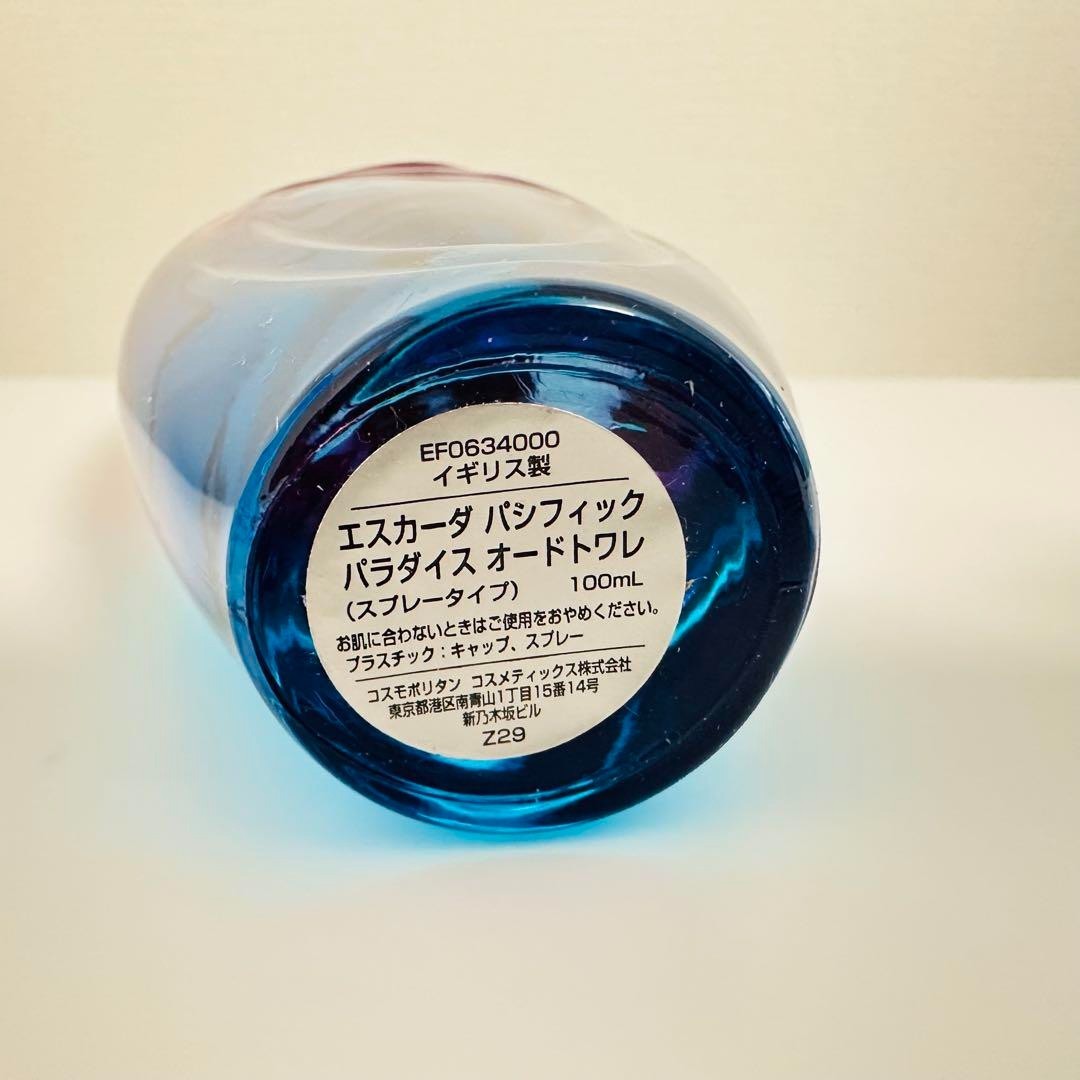 EF0634000
イギリス製
エスカーダ パシフィック
パラダイス オードトワレ
（スプレータイプ） 100mL
お肌に合わないときはご使用をおやめください。
プラスチック：キャップ、スプレー
コスモポリタン コスメティックス株式会社
東京都港区南青山1丁目15番14号
新乃木坂ビル
Z29